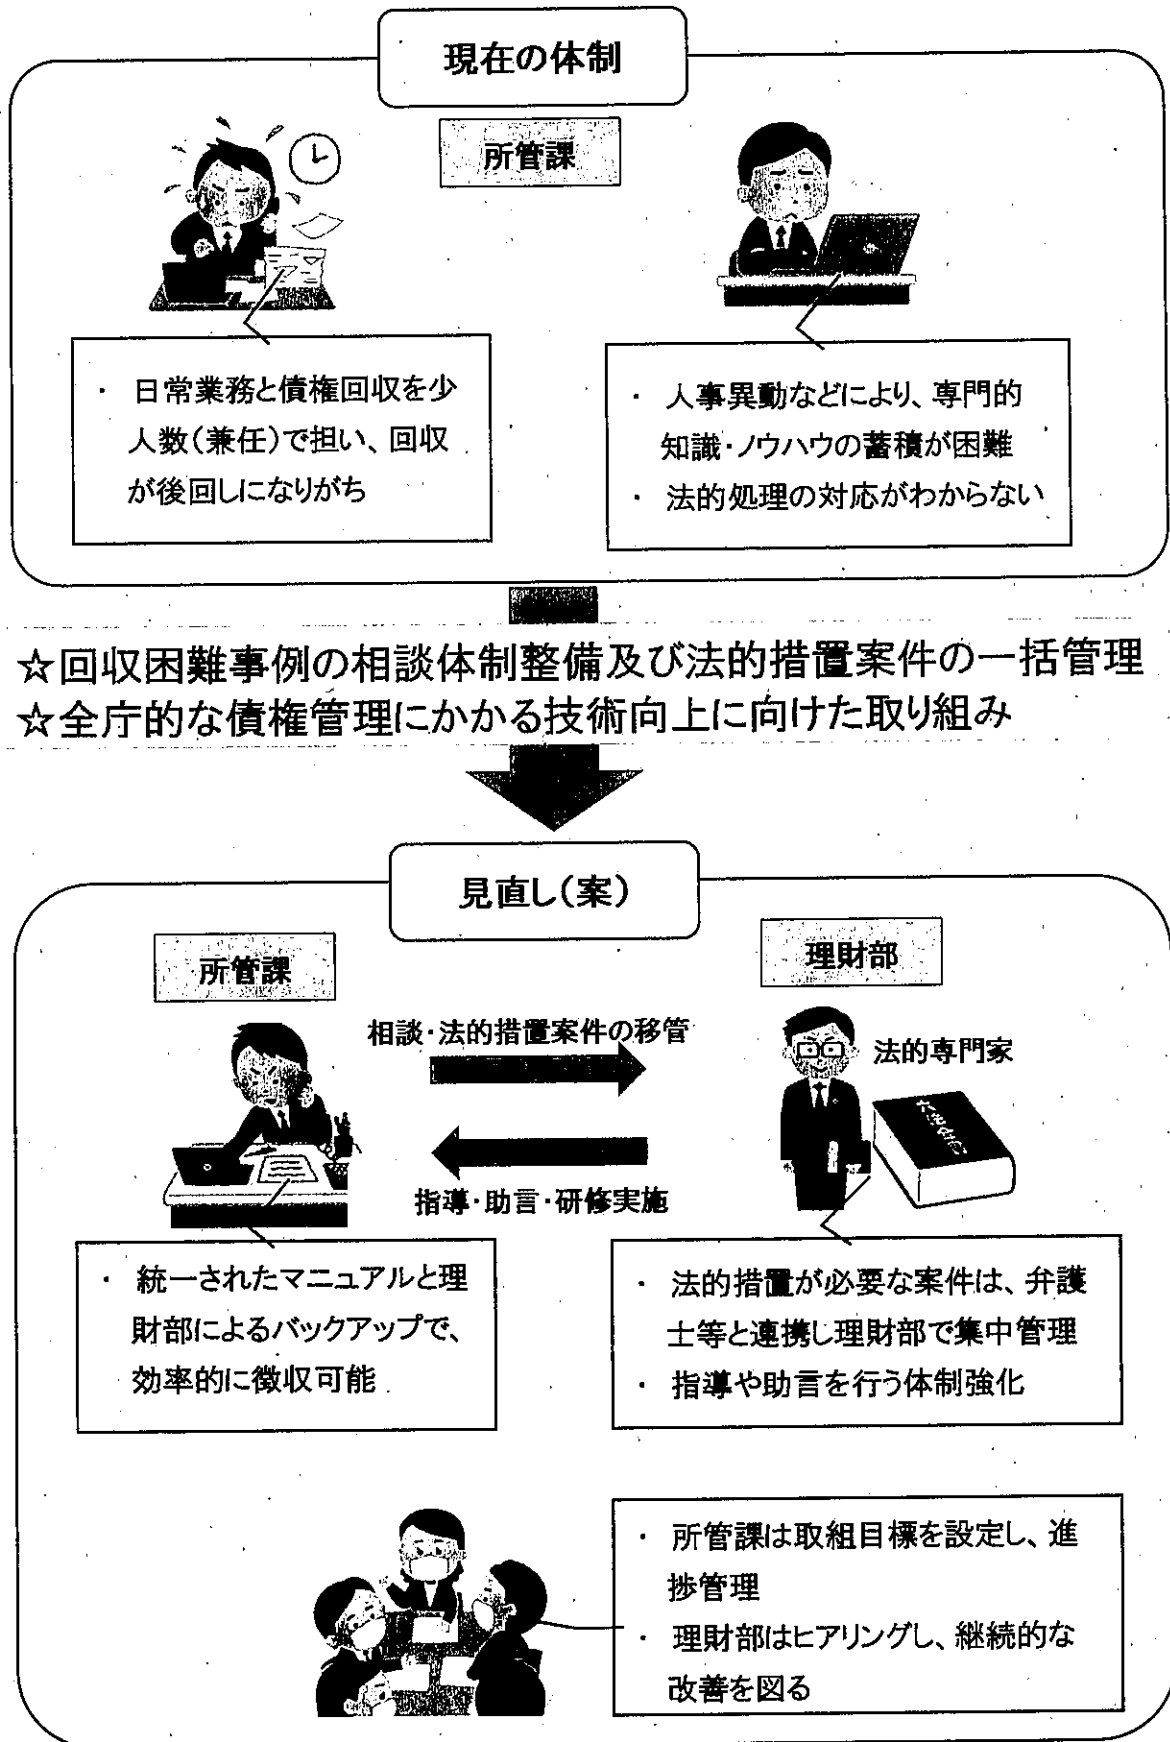 現在の体制
所管課
・ 日常業務と債権回収を少
人数(兼任)で担い、回収
が後回しになりがち
・ 人事異動などにより、専門的
知識・ノウハウの蓄積が困難
・ 法的処理の対応がわからない
☆回収困難事例の相談体制整備及び法的措置案件の一括管理
☆全庁的な債権管理にかかる技術向上に向けた取り組み
見直し(案)
所管課
理財部
相談・法的措置案件の移管
法的専門家
指導・助言・研修実施
・ 統一されたマニュアルと理
財部によるバックアップで、
効率的に徴収可能
・ 法的措置が必要な案件は、弁護
士等と連携し理財部で集中管理
・ 指導や助言を行う体制強化
・ 所管課は取組目標を設定し、進
捗管理
・ 理財部はヒアリングし、継続的な
改善を図る